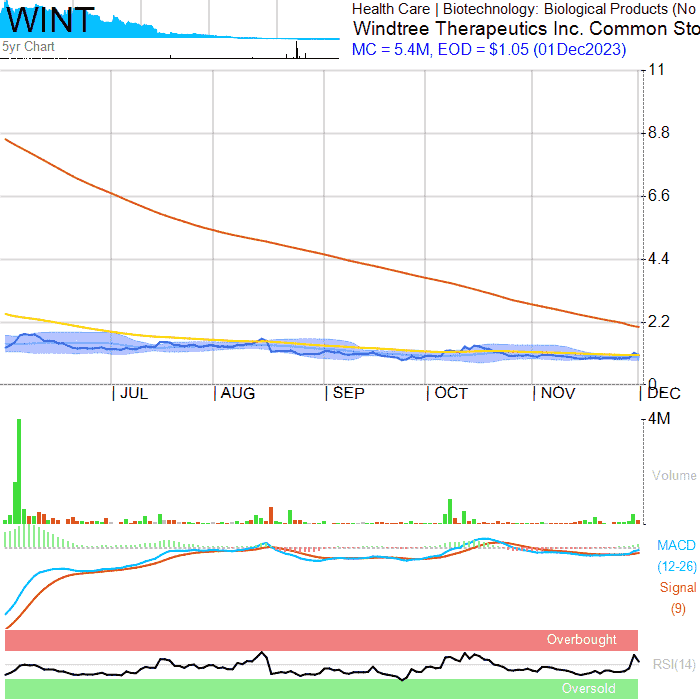 WINT
5yr Chart
Health Care | Biotechnology: Biological Products (No
Windtree Therapeutics Inc. Common Sto
MC = 5.4M, EOD = $1.05 (01Dec2023)
11
8.8
6.6
4.4
2.2
0
JUL
AUG
SEP
OCT
NOV
DEC
4M
Volume
MACD
(12-26)
Signal
(9)
Overbought
RSI(14)
Oversold